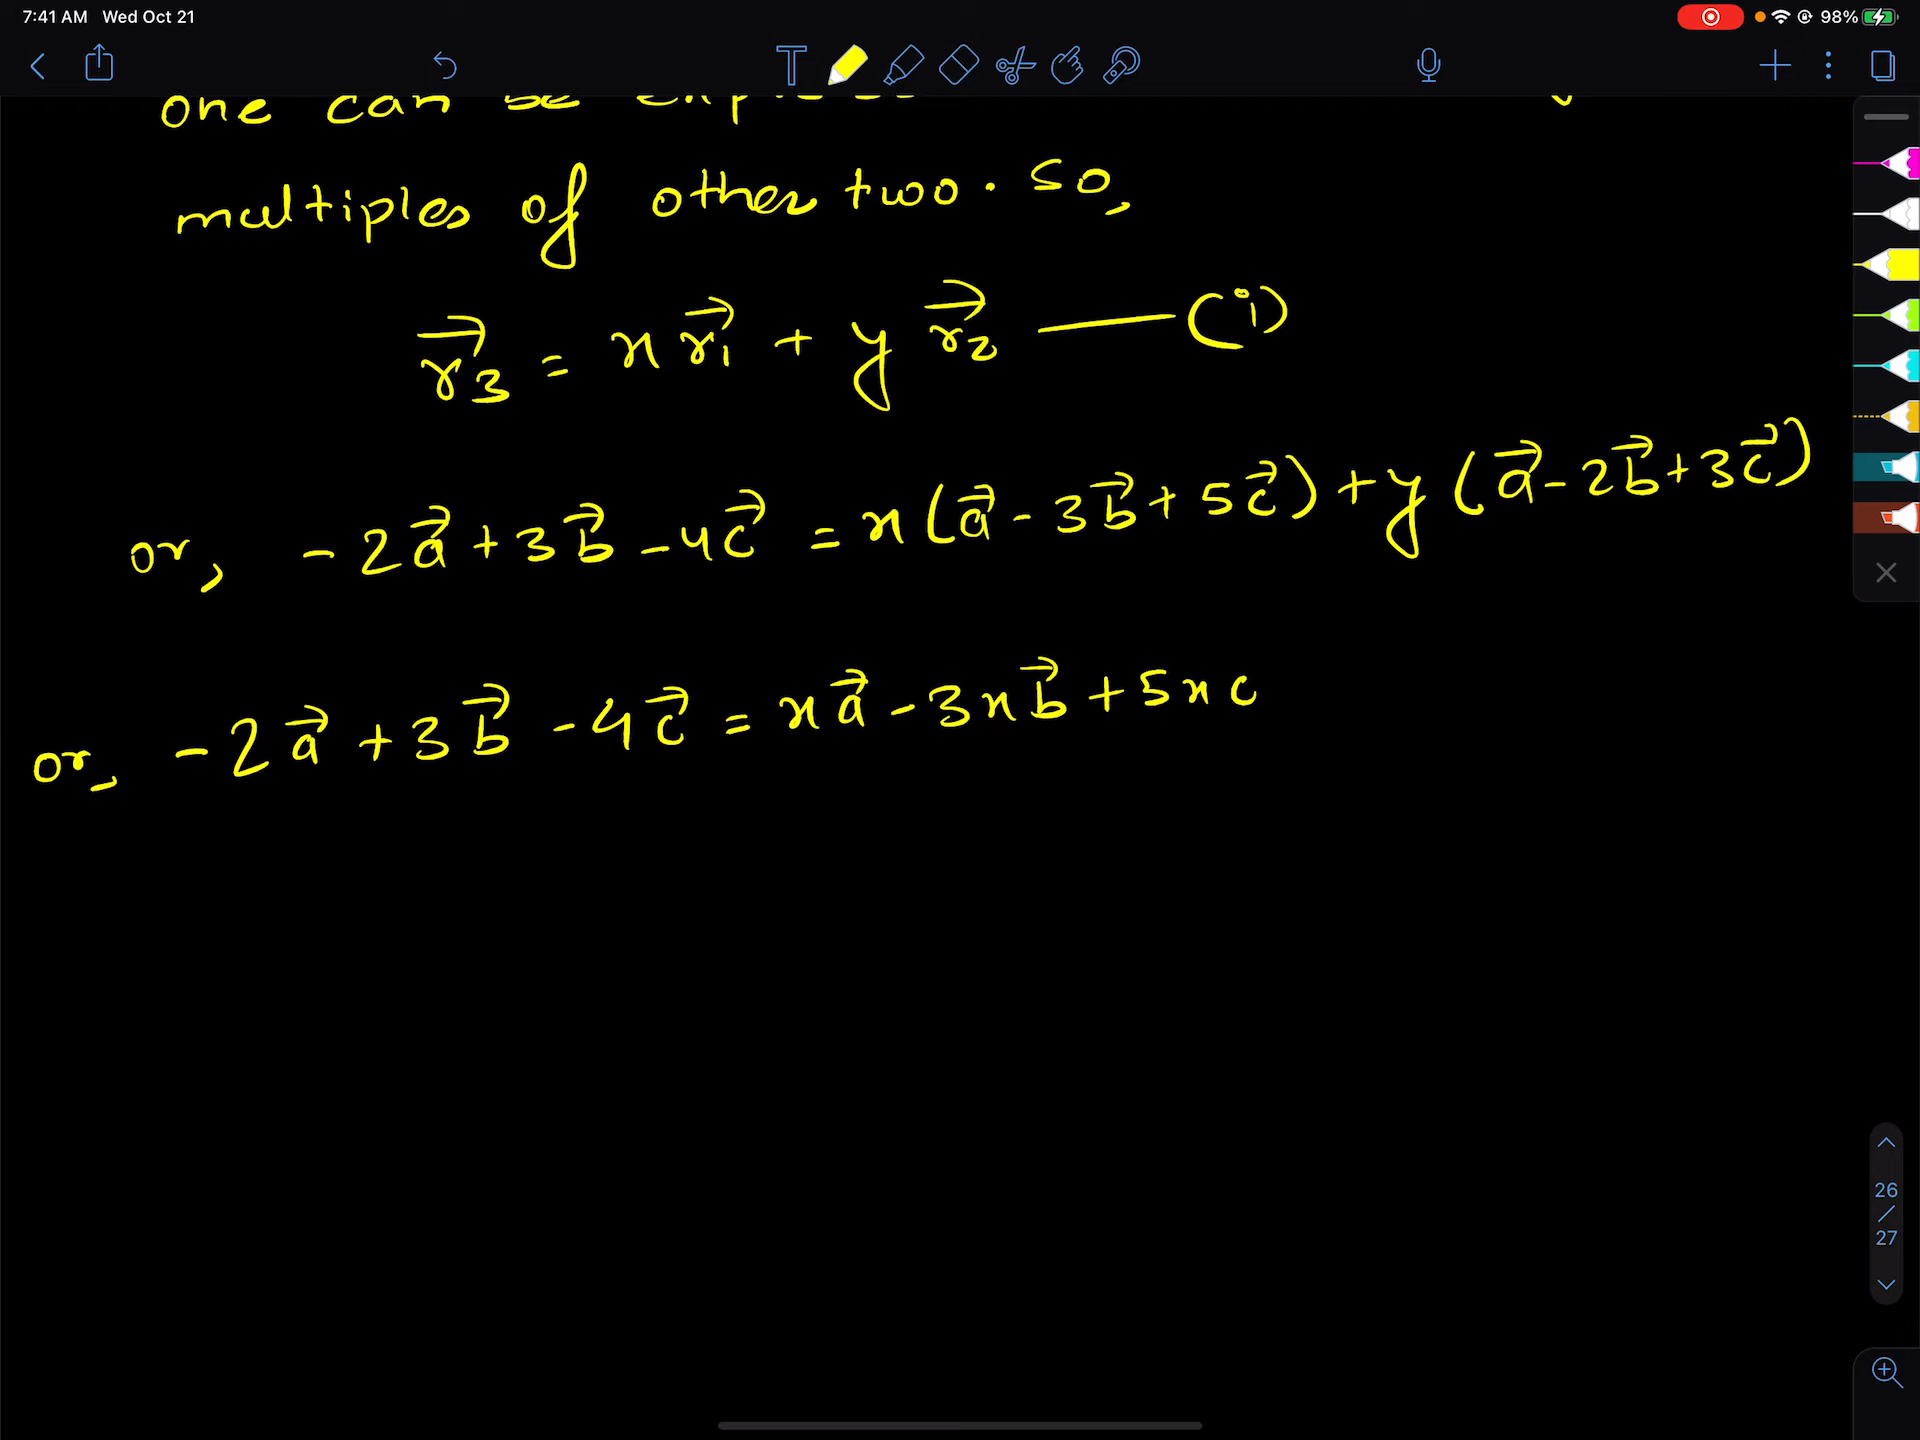 7:41 AM Wed Oct 21 98%
one can be
multiples of other two. so,
r⃗3 = x r⃗1 + y r⃗2 —— (i)
or, -2a⃗ + 3b⃗ - 4c⃗ = x(a⃗ - 3b⃗ + 5c⃗) + y(a⃗ - 2b⃗ + 3c⃗)
or, -2a⃗ + 3b⃗ - 4c⃗ = xa⃗ - 3xb⃗ + 5xc
26
/
27